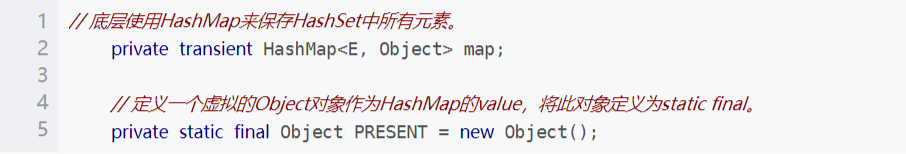 1 // 底层使用HashMap来保存HashSet中所有元素。
2 private transient HashMap<E, Object> map;
3
4 // 定义一个虚拟的Object对象作为HashMap的value，将此对象定义为static final。
5 private static final Object PRESENT = new Object();